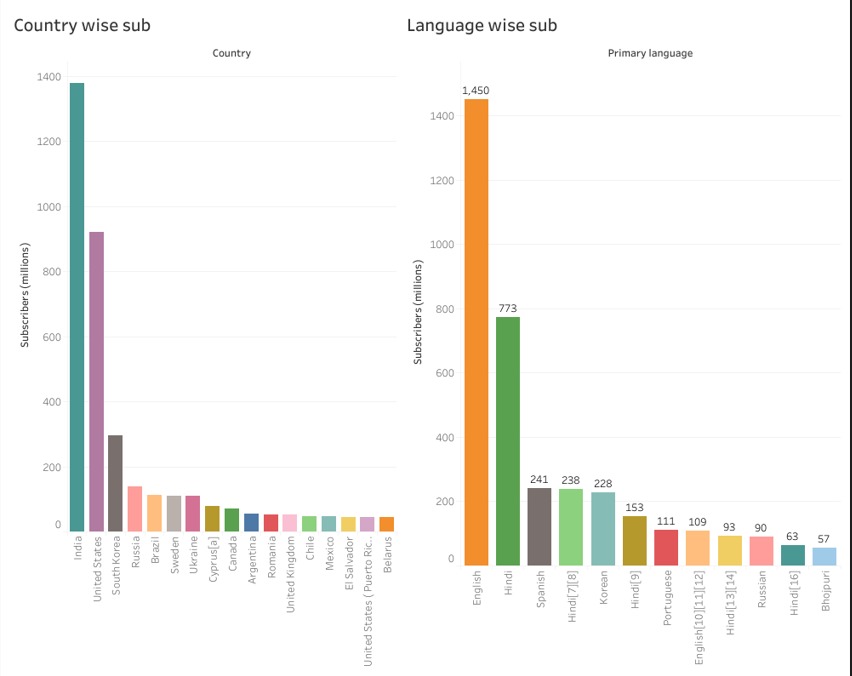 Country wise sub
Country
Subscribers (millions)
1400
1200
1000
800
600
400
200
0
India
United States
South Korea
Russia
Brazil
Sweden
Ukraine
Cyprus[a]
Canada
Argentina
Romania
United Kingdom
Chile
Mexico
El Salvador
United States ( Puerto Ric..
Belarus
Language wise sub
Primary language
Subscribers (millions)
1400
1200
1000
800
600
400
200
0
1,450
773
241
238
228
153
111
109
93
90
63
57
English
Hindi
Spanish
Hindi[7][8]
Korean
Hindi[9]
Portuguese
English[10][11][12]
Hindi[13][14]
Russian
Hindi[16]
Bhojpuri